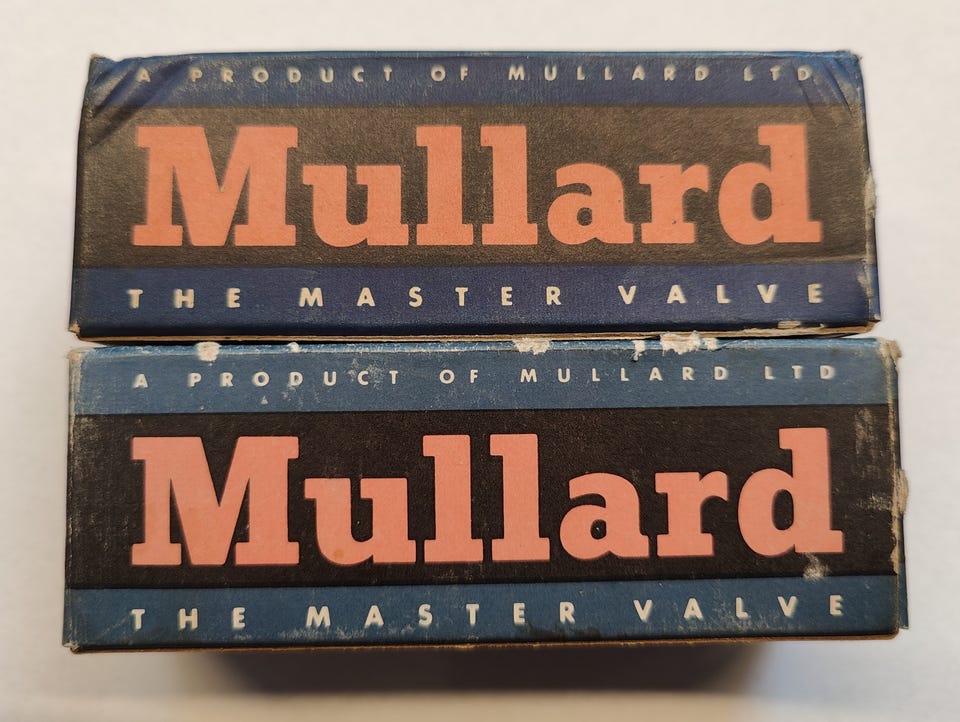 A PRODUCT OF MULLARD LTD
Mullard
THE MASTER VALVE
A PRODUCT OF MULLARD LTD
Mullard
THE MASTER VALVE